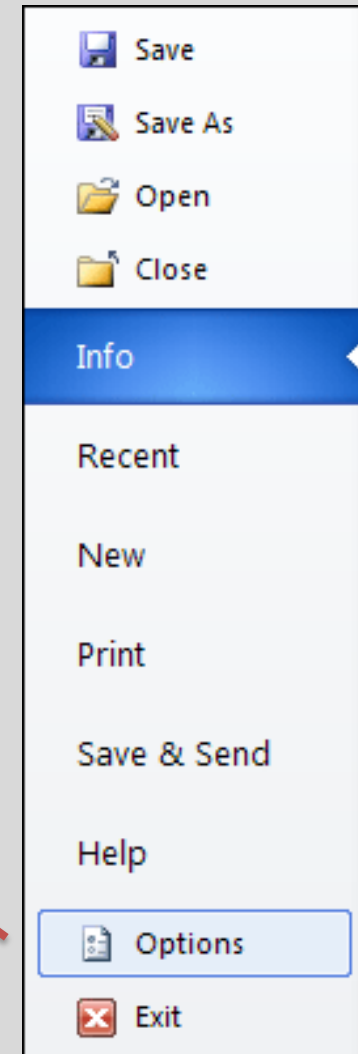 Save
Save As
Open
Close
Info
Recent
New
Print
Save & Send
Help
Options
Exit